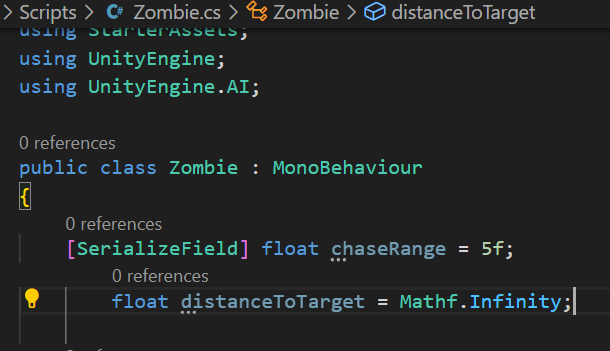 > Scripts > C# Zombie.cs > Zombie > distanceToTarget
using StarterAssets;
using UnityEngine;
using UnityEngine.AI;
0 references
public class Zombie : MonoBehaviour
{
0 references
[SerializeField] float chaseRange = 5f;
0 references
float distanceToTarget = Mathf.Infinity;